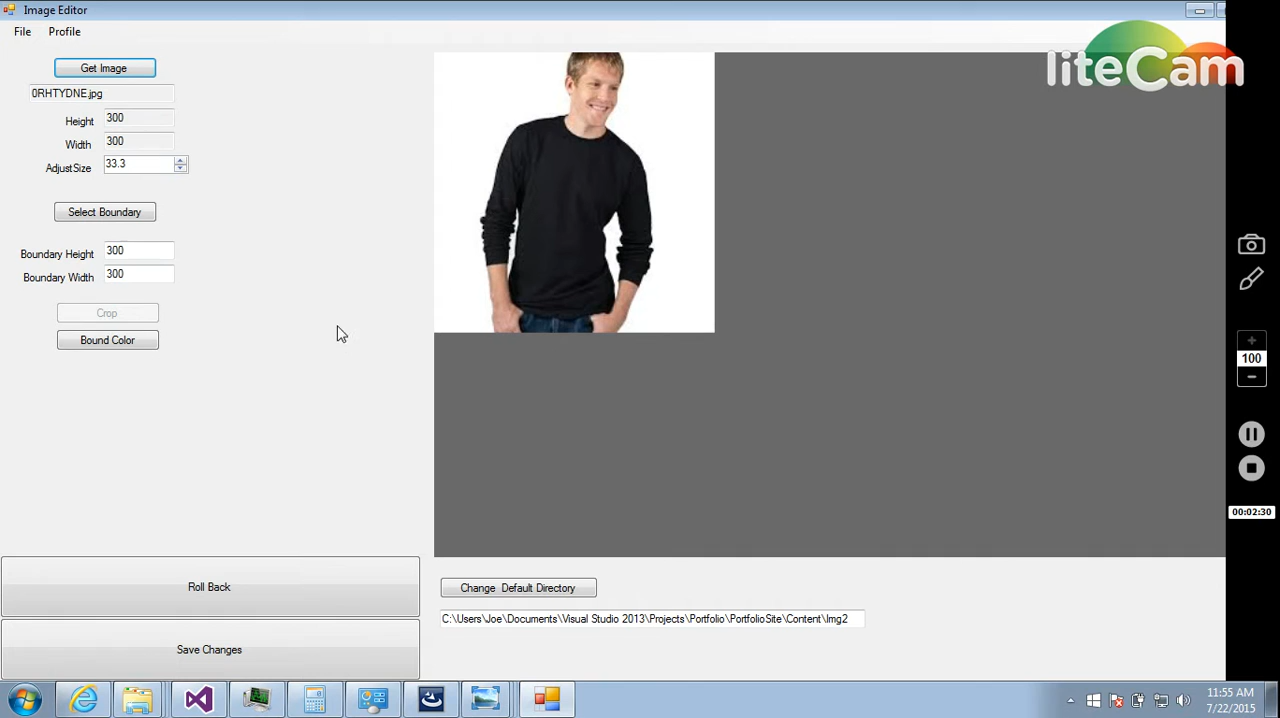 Image Editor
File Profile
liteCam
Get Image
0RHTYDNE.jpg
Height 300
Width 300
AdjustSize 33.3
Select Boundary
Boundary Height 300
Boundary Width 300
Crop
Bound Color
100
00:02:30
Roll Back
Change Default Directory
C:\Users\Joe\Documents\Visual Studio 2013\Projects\Portfolio\PortfolioSite\Content\Img2
Save Changes
11:55 AM
7/22/2015